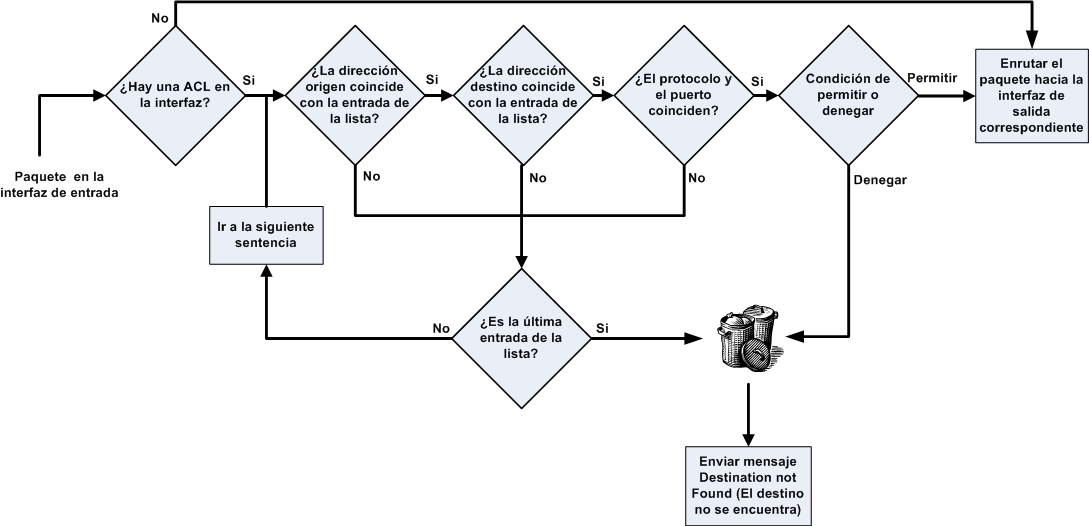 No
¿Hay una ACL en
la interfaz?
Si
¿La dirección
origen coincide
con la entrada de
la lista?
Si
¿La dirección
destino coincide
con la entrada de
la lista?
Si
¿El protocolo y
el puerto
coinciden?
Si
Condición de
permitir o
denegar
Permitir
Enrutar el
paquete hacia la
interfaz de
salida
correspondiente
Paquete en la
interfaz de entrada
No
No
No
Denegar
Ir a la siguiente
sentencia
No
¿Es la última
entrada de la
lista?
Si
Enviar mensaje
Destination not
Found (El destino
no se encuentra)